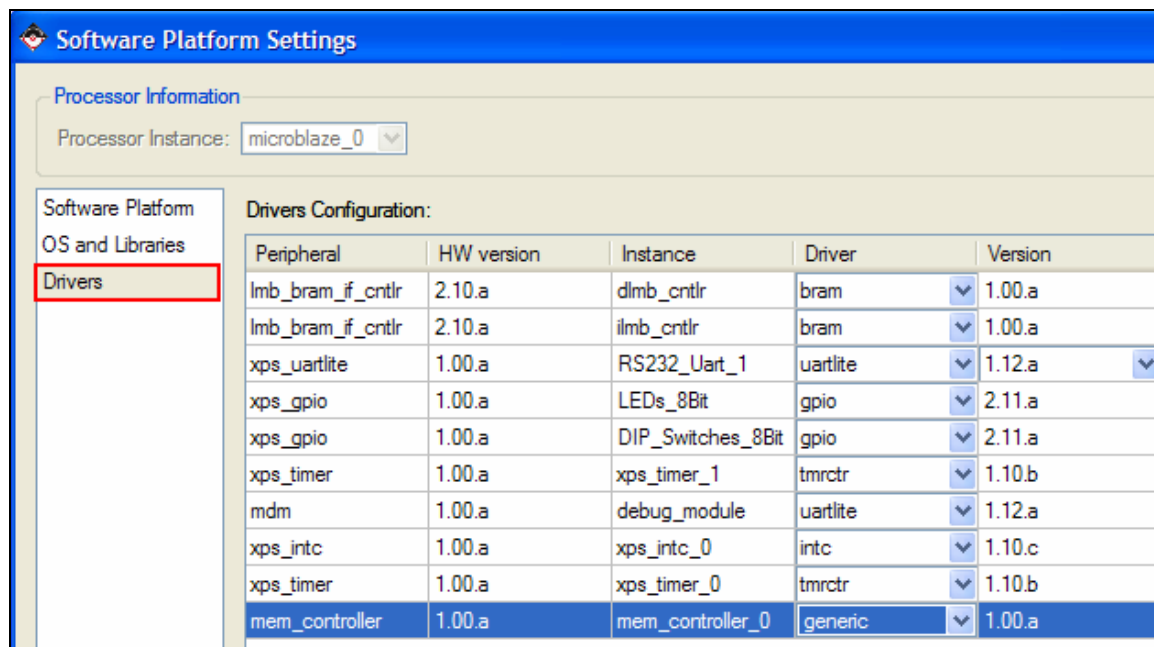 Software Platform Settings
Processor Information
Processor Instance: microblaze_0
Software Platform
OS and Libraries
Drivers
Drivers Configuration:
Peripheral HW version Instance Driver Version
lmb_bram_if_cntlr 2.10.a dlmb_cntlr bram 1.00.a
lmb_bram_if_cntlr 2.10.a ilmb_cntlr bram 1.00.a
xps_uartlite 1.00.a RS232_Uart_1 uartlite 1.12.a
xps_gpio 1.00.a LEDs_8Bit gpio 2.11.a
xps_gpio 1.00.a DIP_Switches_8Bit gpio 2.11.a
xps_timer 1.00.a xps_timer_1 tmrctr 1.10.b
mdm 1.00.a debug_module uartlite 1.12.a
xps_intc 1.00.a xps_intc_0 intc 1.10.c
xps_timer 1.00.a xps_timer_0 tmrctr 1.10.b
mem_controller 1.00.a mem_controller_0 generic 1.00.a